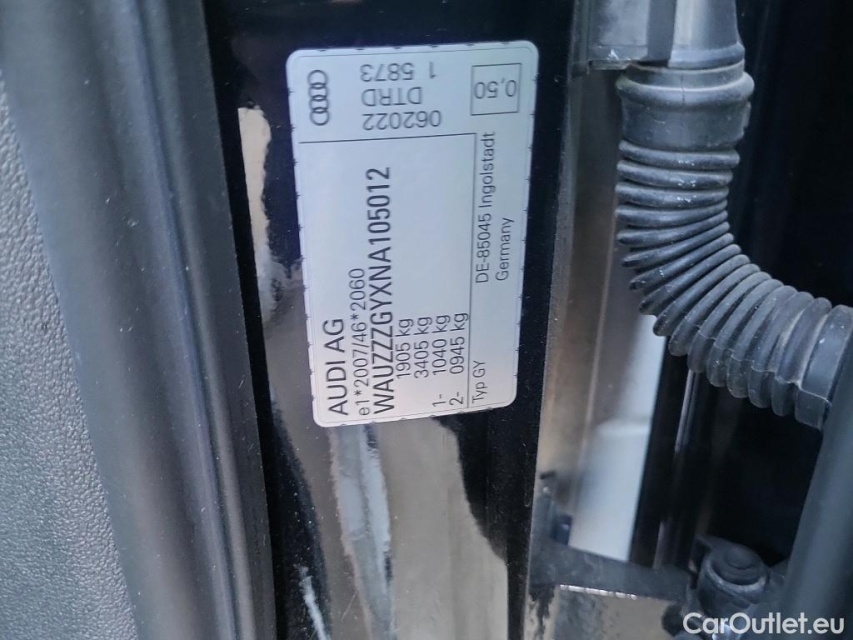 AUDI AG
e1*2007/46*2060
WAUZZZGYXNA105012
1905 kg
3405 kg
1- 1040 kg
2- 0945 kg
Typ GY
DE-85045 Ingolstadt
Germany
062022
DTRD
1 5873
0,50
CarOutlet.eu